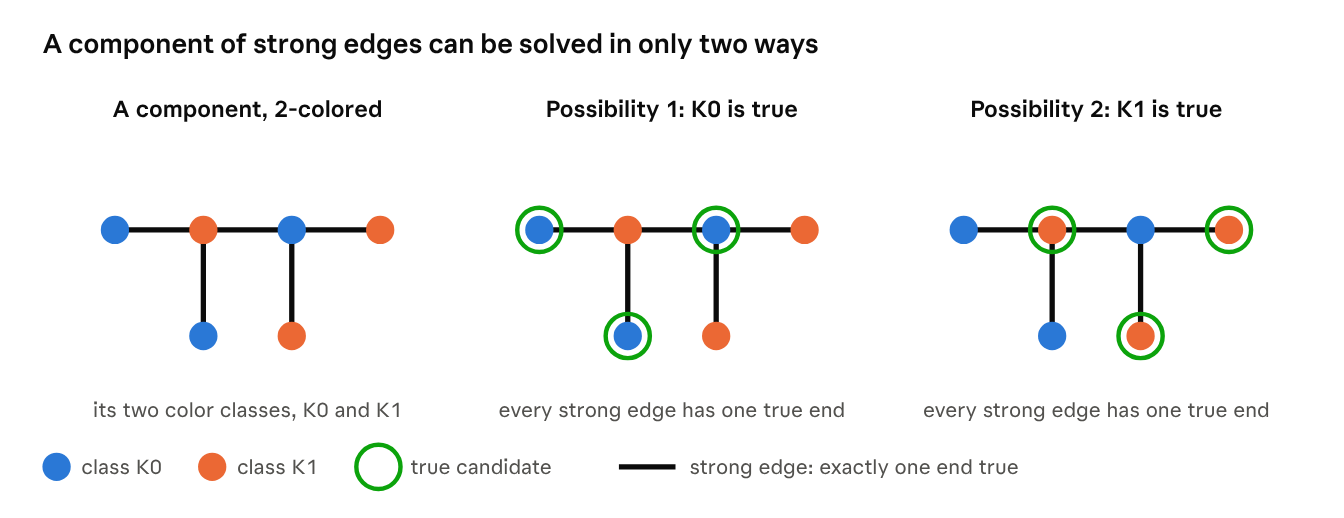 A component of strong edges can be solved in only two ways
A component, 2-colored
Possibility 1: K0 is true
Possibility 2: K1 is true
its two color classes, K0 and K1
every strong edge has one true end
every strong edge has one true end
class K0
class K1
true candidate
strong edge: exactly one end true